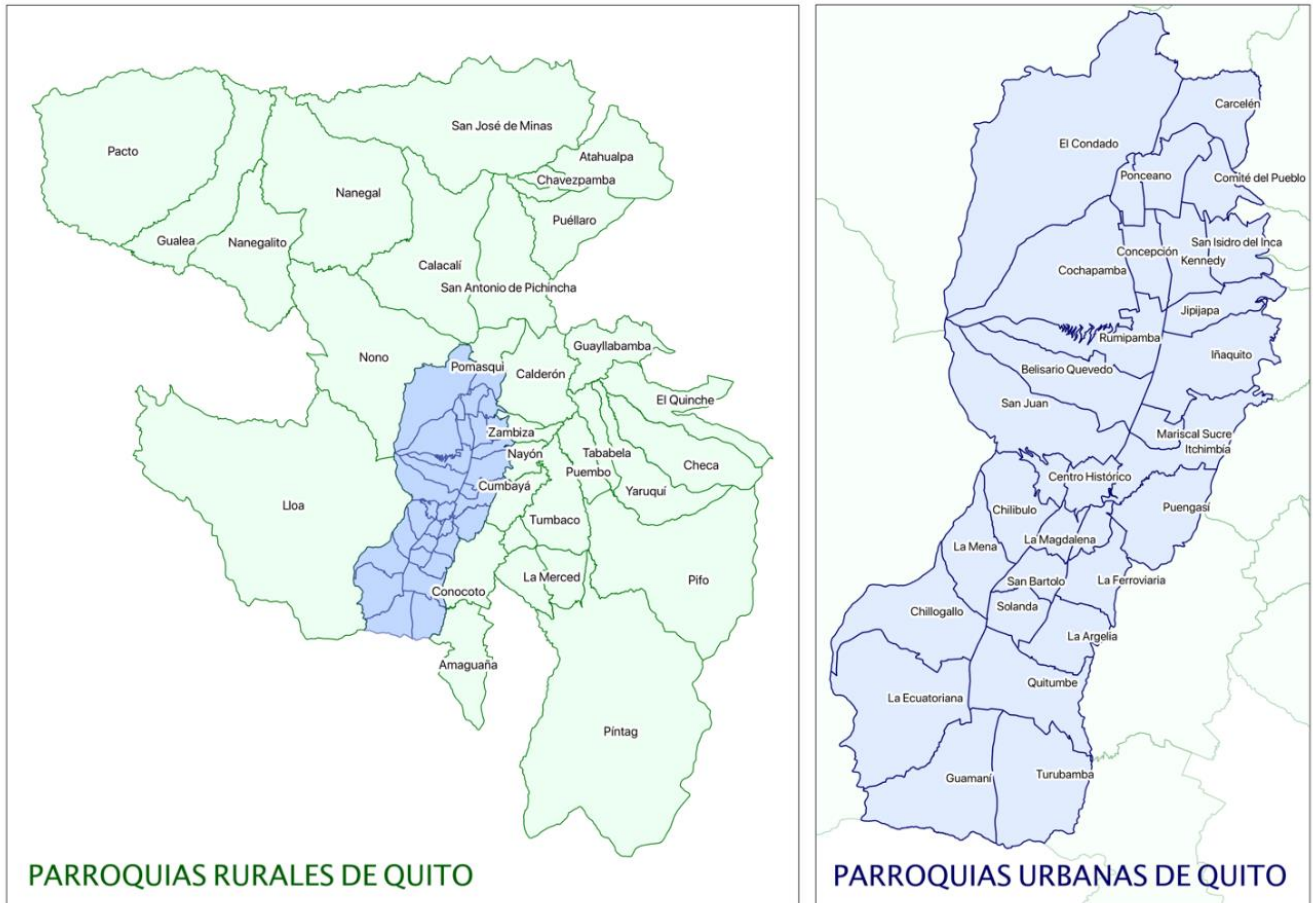 San José de Minas
Pacto
Atahualpa
Chavezpamba
Nanegal
Puéllaro
Gualea
Nanegalito
Calacalí
San Antonio de Pichincha
Guayllabamba
Nono
Pomasqui
Calderón
El Quinche
Zambiza
Nayón
Tababela
Checa
Puembo
Cumbayá
Yaruquí
Lloa
Tumbaco
La Merced
Pifo
Conocoto
Amaguaña
Píntag
PARROQUIAS RURALES DE QUITO
Carcelén
El Condado
Ponceano
Comité del Pueblo
San Isidro del Inca
Concepción
Kennedy
Cochapamba
Jipijapa
Rumipamba
Iñaquito
Belisario Quevedo
San Juan
Mariscal Sucre
Itchimbía
Centro Histórico
Chilibulo
Puengasí
La Mena
La Magdalena
San Bartolo
La Ferroviaria
Chillogallo
Solanda
La Argelia
Quitumbe
La Ecuatoriana
Guamaní
Turubamba
PARROQUIAS URBANAS DE QUITO